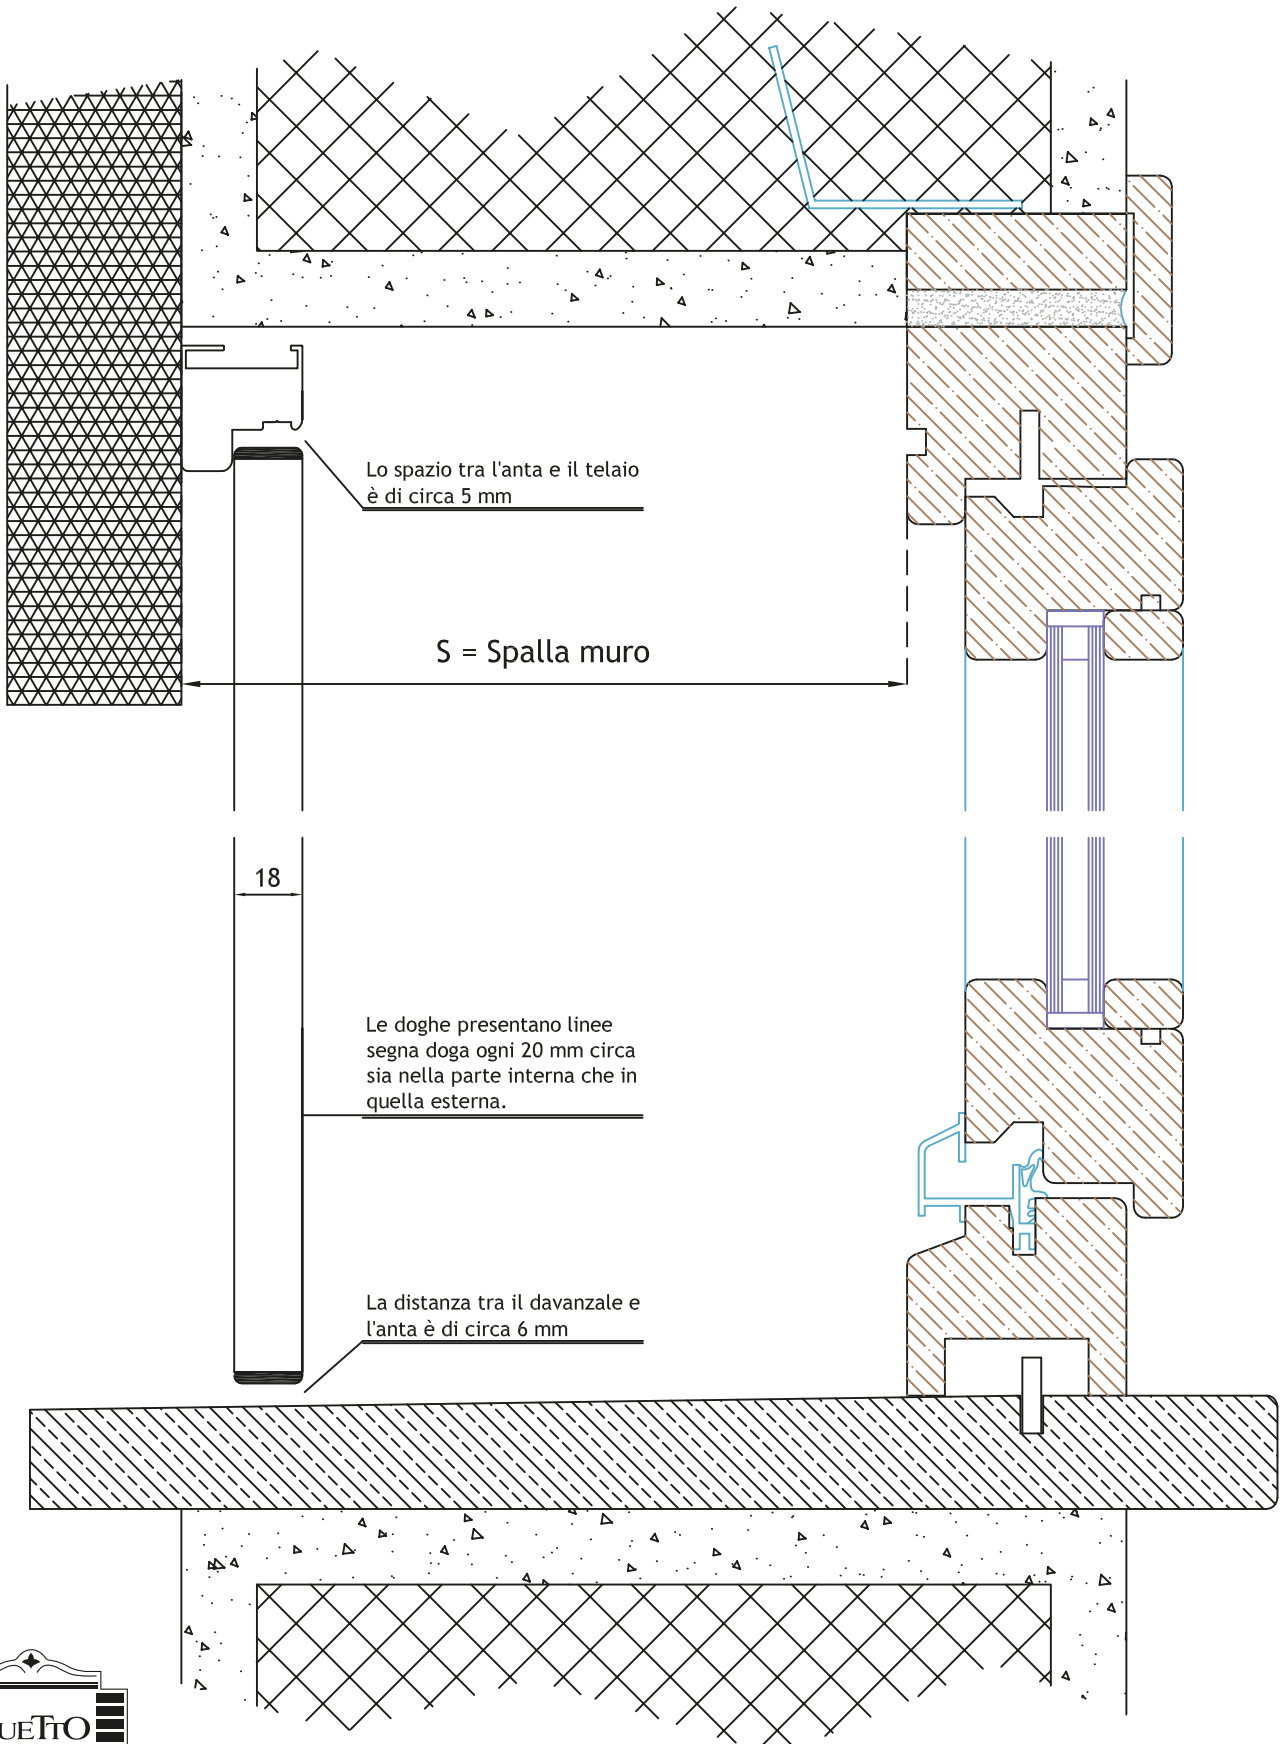 Lo spazio tra l'anta e il telaio
è di circa 5 mm
S = Spalla muro
18
Le doghe presentano linee
segna doga ogni 20 mm circa
sia nella parte interna che in
quella esterna.
La distanza tra il davanzale e
l'anta è di circa 6 mm
UETTO